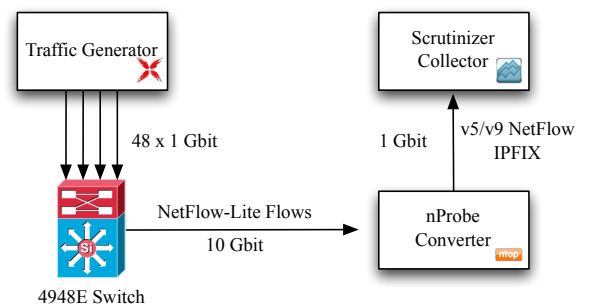 Traffic Generator
Scrutinizer
Collector
48 x 1 Gbit
1 Gbit
v5/v9 NetFlow
IPFIX
NetFlow-Lite Flows
10 Gbit
Si
nProbe
Converter
ntop
4948E Switch